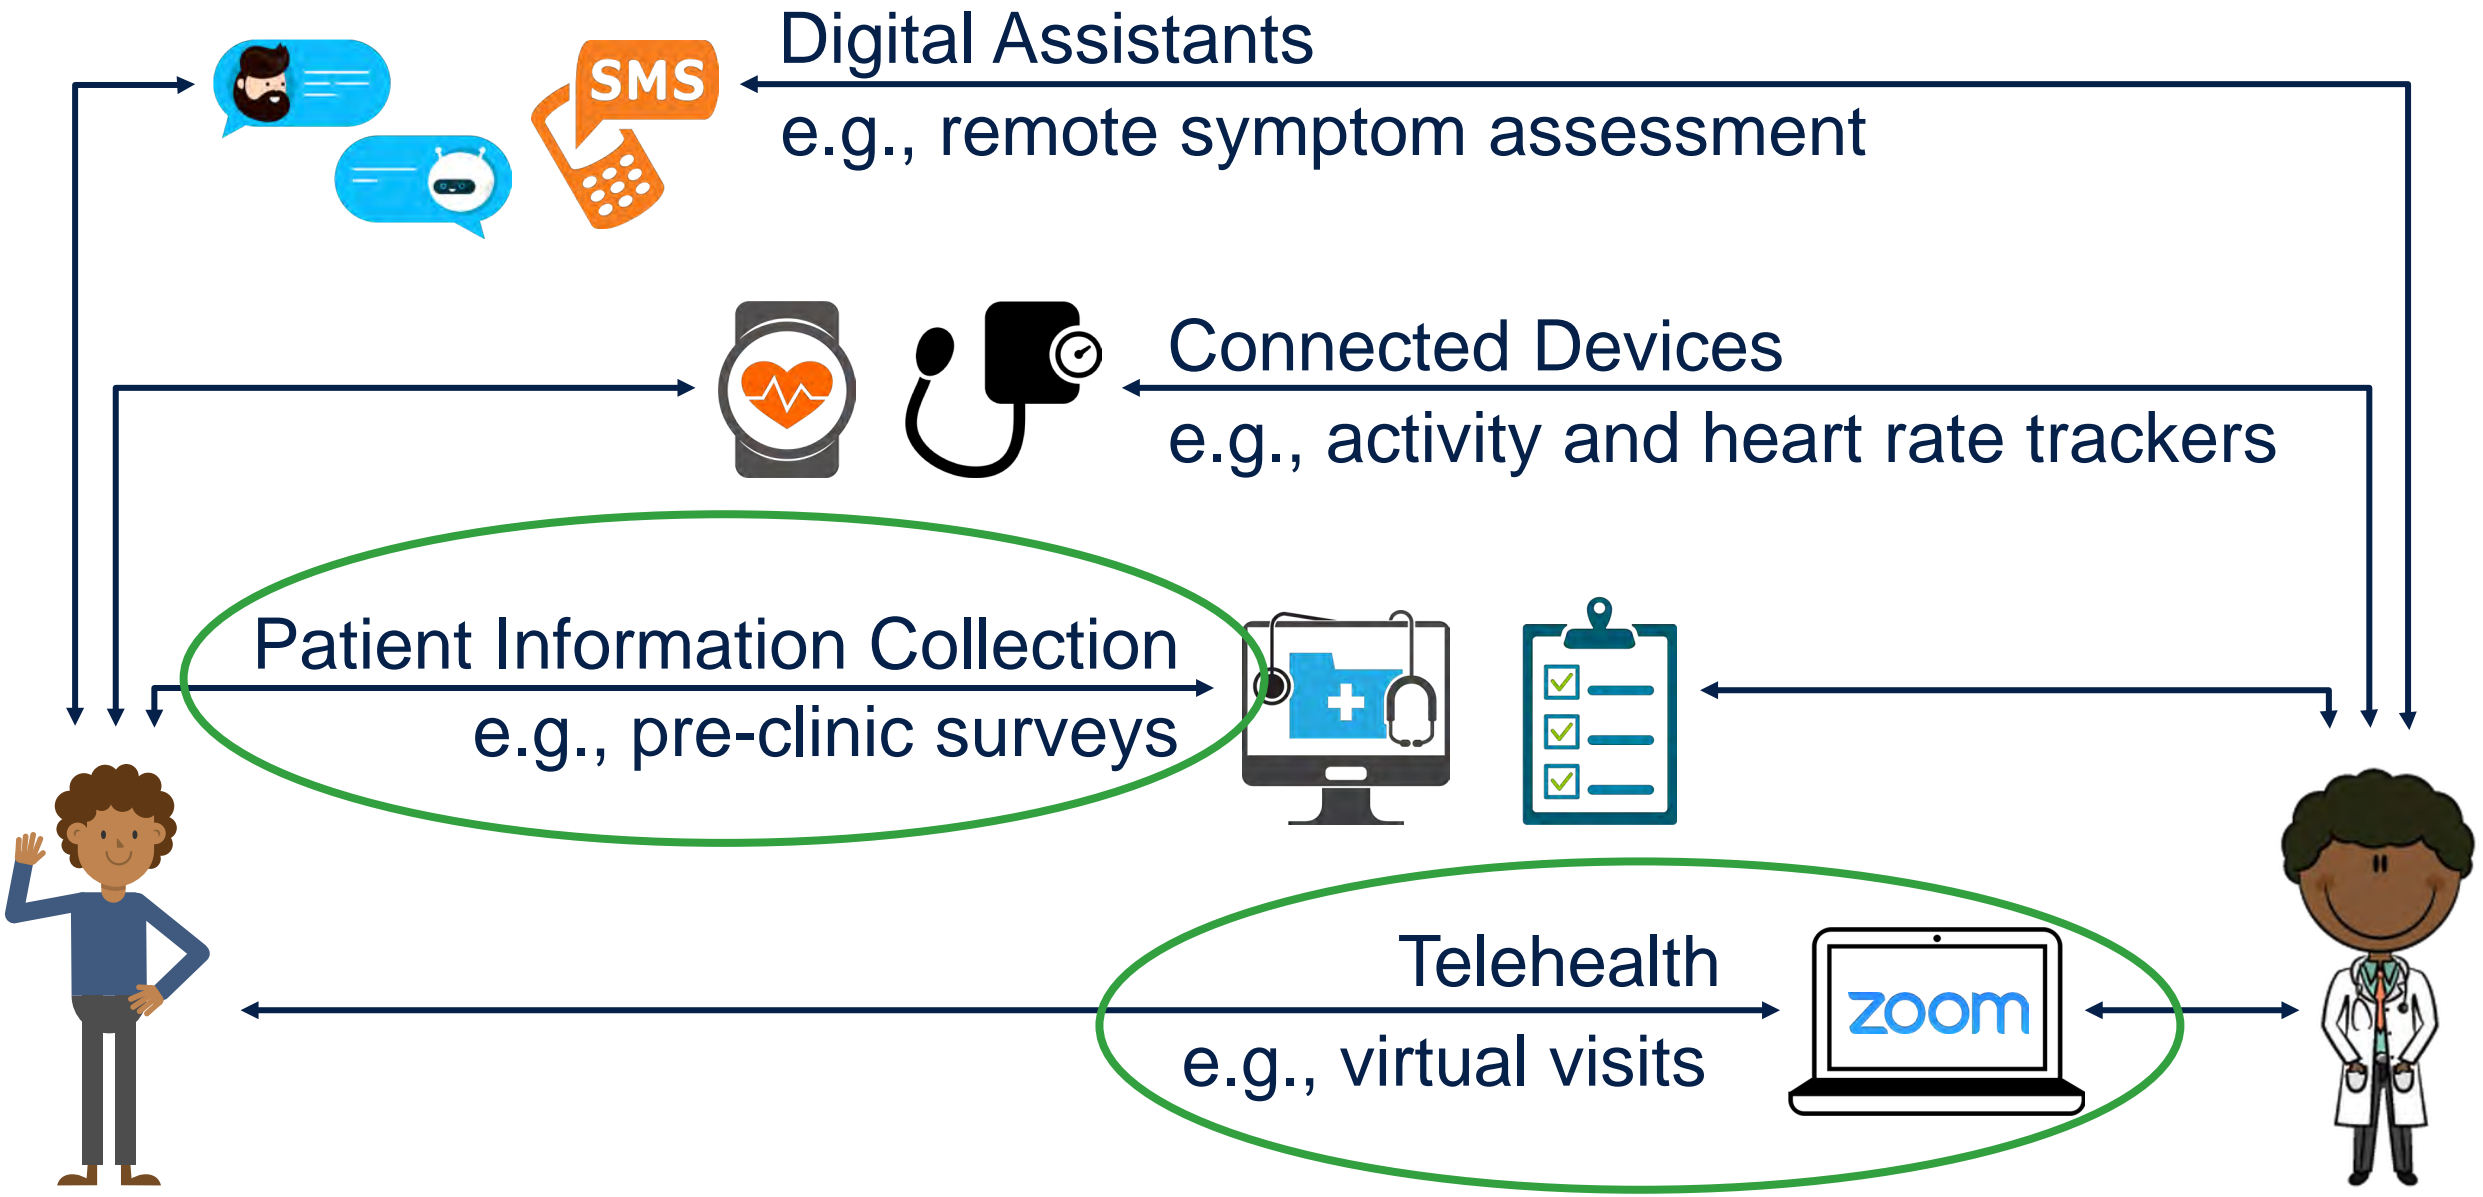 Digital Assistants
SMS
e.g., remote symptom assessment
Connected Devices
e.g., activity and heart rate trackers
Patient Information Collection
e.g., pre-clinic surveys
Telehealth
zoom
e.g., virtual visits